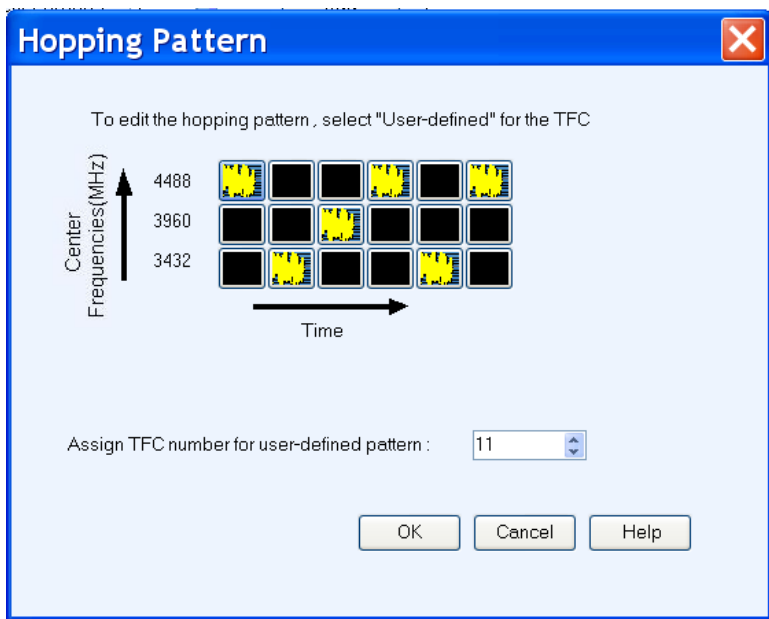 Hopping Pattern
To edit the hopping pattern , select "User-defined" for the TFC
Center
Frequencies(MHz)
4488
3960
3432
Time
Assign TFC number for user-defined pattern : 11
OK Cancel Help